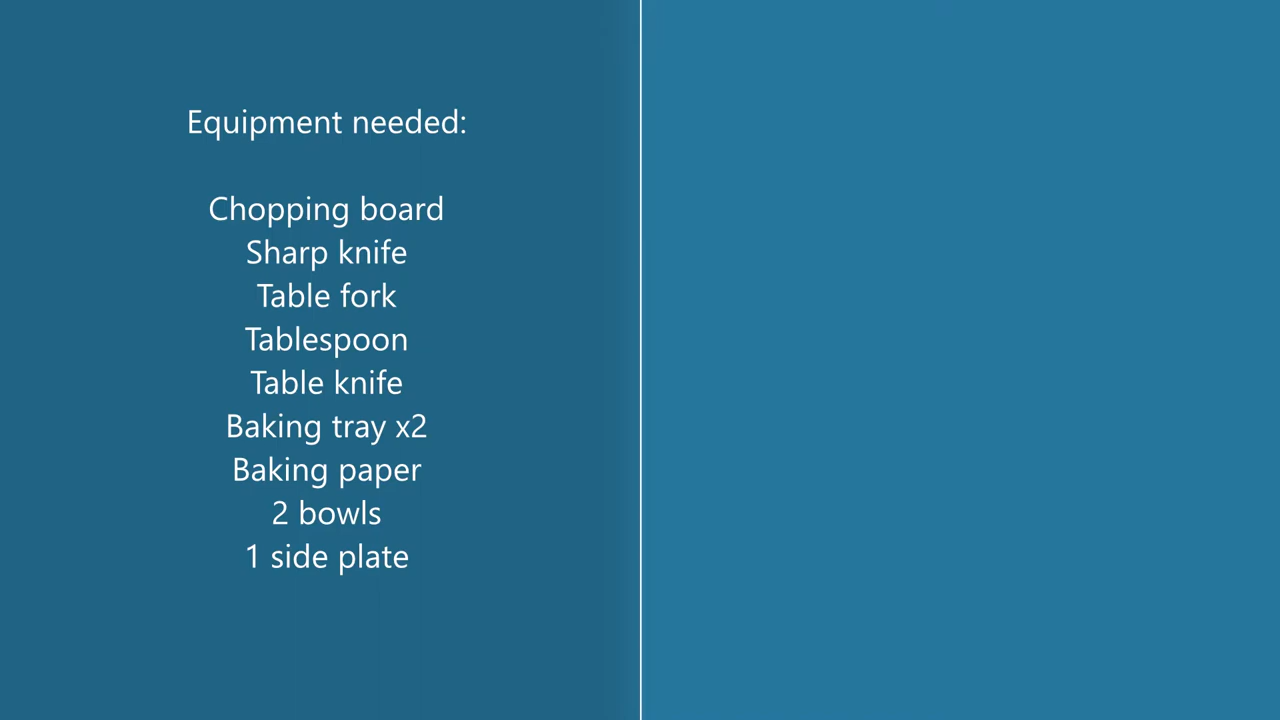 Equipment needed:
Chopping board
Sharp knife
Table fork
Tablespoon
Table knife
Baking tray x2
Baking paper
2 bowls
1 side plate